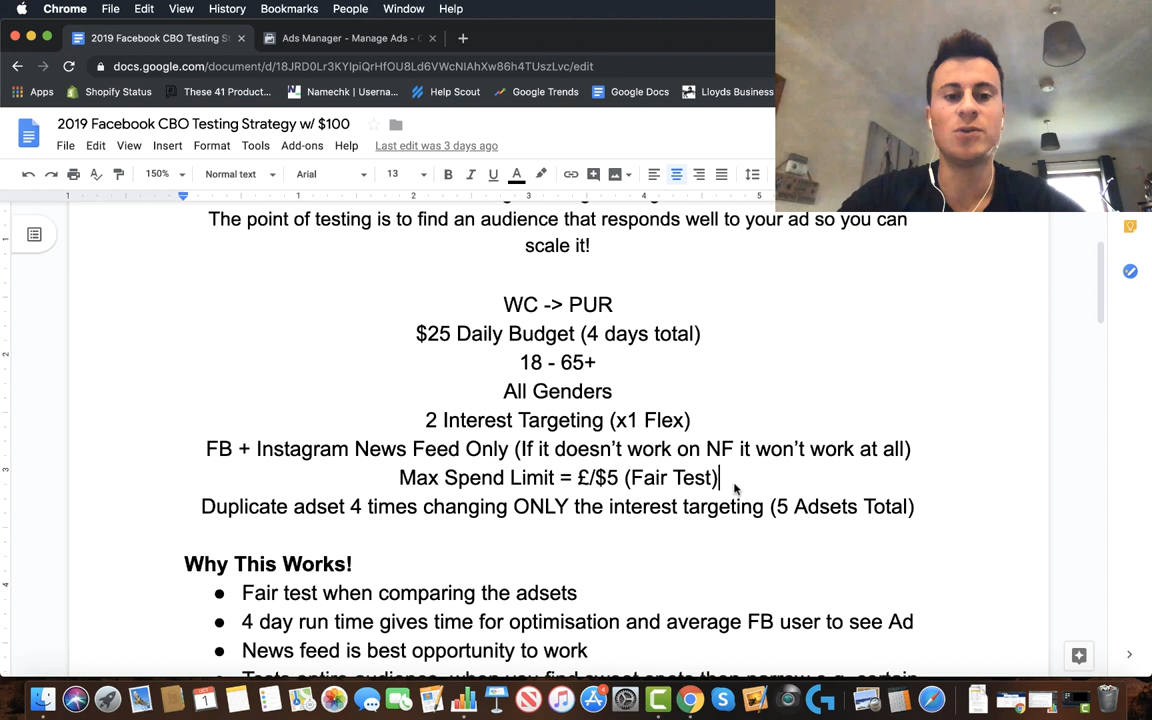 Chrome File Edit View History Bookmarks People Window Help
2019 Facebook CBO Testing St
Ads Manager - Manage Ads -
docs.google.com/document/d/18JRD0Lr3KYIpiQrHfOU8Ld6VWcNIAhXw86h4TUszLvc/edit
Apps Shopify Status These 41 Product... Namechk | Userna... Help Scout Google Trends Google Docs Lloyds Business
2019 Facebook CBO Testing Strategy w/ $100
File Edit View Insert Format Tools Add-ons Help Last edit was 3 days ago
150% Normal text Arial 13 B I U A
1 1 2 3 4 5
The point of testing is to find an audience that responds well to your ad so you can
scale it!
WC -> PUR
$25 Daily Budget (4 days total)
18 - 65+
All Genders
2 Interest Targeting (x1 Flex)
FB + Instagram News Feed Only (If it doesn't work on NF it won't work at all)
Max Spend Limit = £/$5 (Fair Test)
Duplicate adset 4 times changing ONLY the interest targeting (5 Adsets Total)
Why This Works!
● Fair test when comparing the adsets
● 4 day run time gives time for optimisation and average FB user to see Ad
● News feed is best opportunity to work